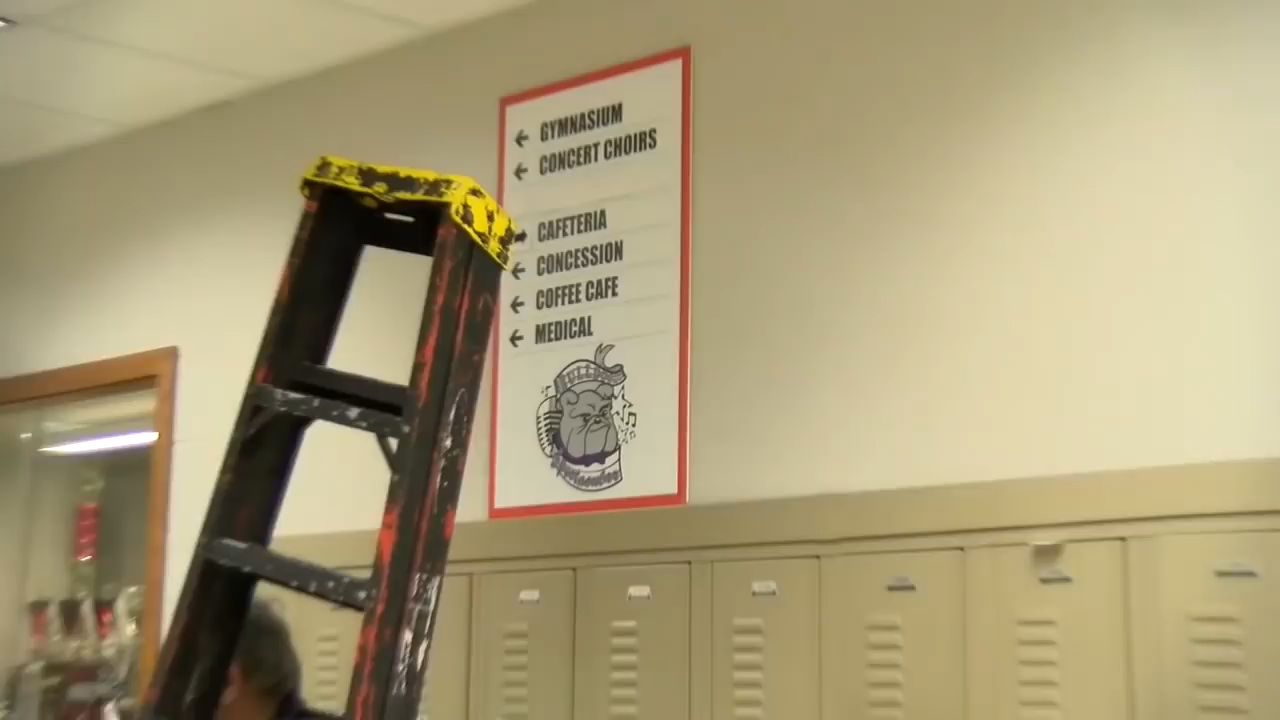 ← GYMNASIUM
← CONCERT CHOIRS
→ CAFETERIA
← CONCESSION
← COFFEE CAFE
← MEDICAL